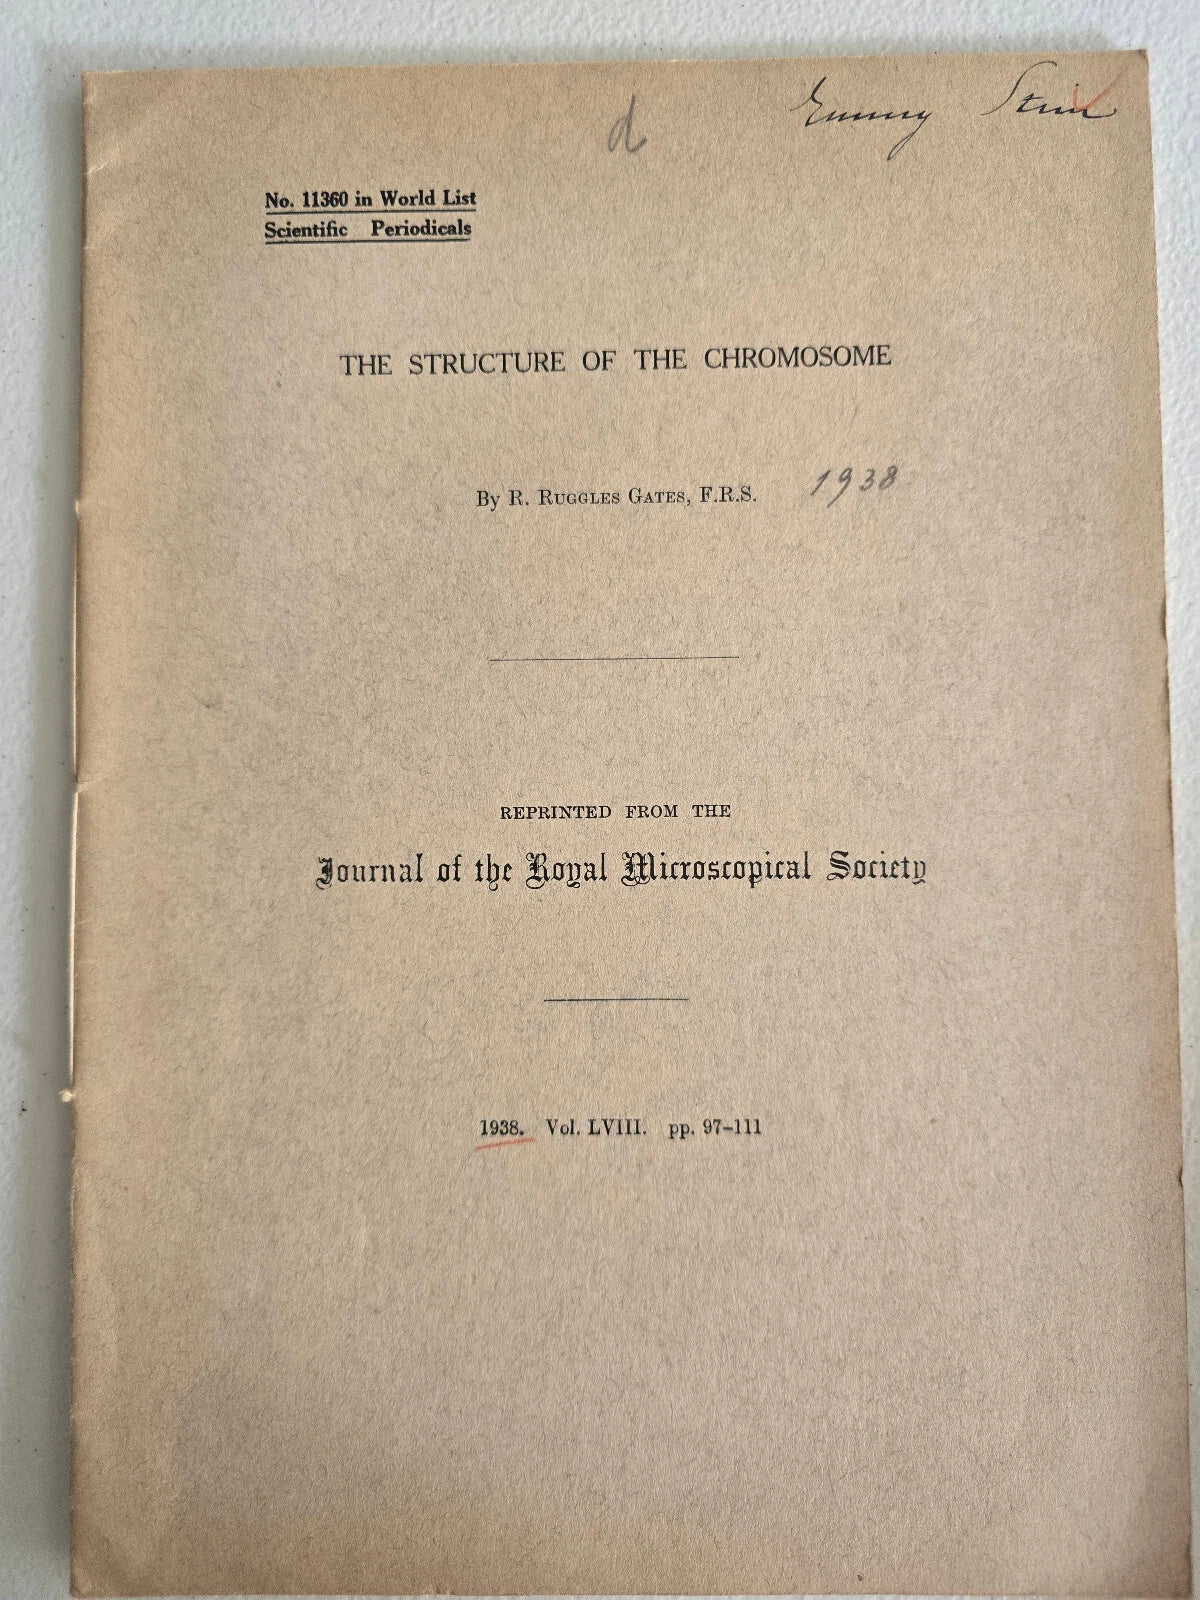 d
Emmy Stein
No. 11360 in World List
Scientific Periodicals
THE STRUCTURE OF THE CHROMOSOME
By R. RUGGLES GATES, F.R.S. 1938
REPRINTED FROM THE
Journal of the Royal Microscopical Society
1938. Vol. LVIII. pp. 97–111